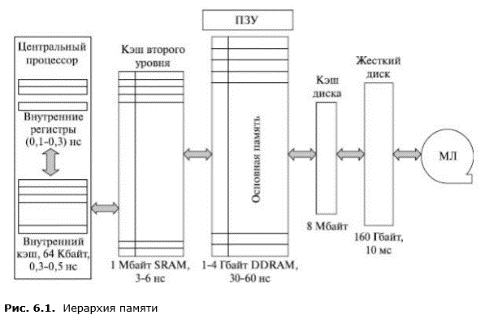 ПЗУ
Центральный
процессор
Внутренние
регистры
(0,1-0,3) нс
Внутренний
кэш, 64 Кбайт,
0,3-0,5 нс
Кэш второго
уровня
1 Мбайт SRAM,
3-6 нс
Основная память
1-4 Гбайт DDRAM,
30-60 нс
Кэш
диска
8 Мбайт
Жесткий
диск
160 Гбайт,
10 мс
МЛ
Рис. 6.1. Иерархия памяти